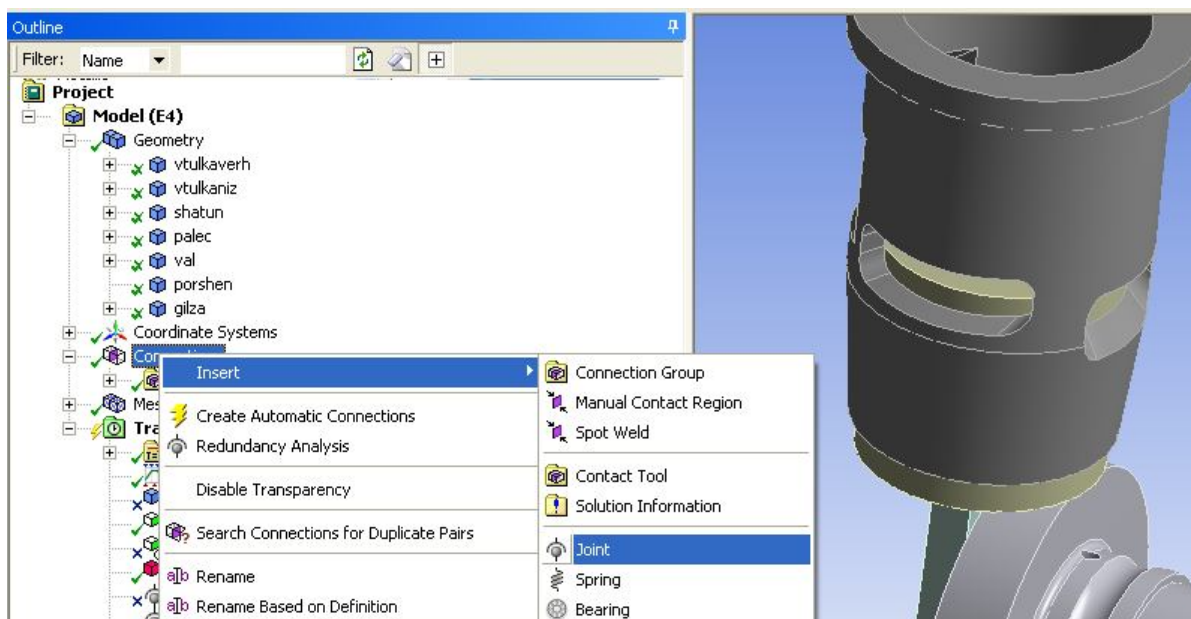 Outline
Filter: Name
Project
Model (E4)
Geometry
vtulkaverh
vtulkaniz
shatun
palec
val
porshen
gilza
Coordinate Systems
Insert
Create Automatic Connections
Redundancy Analysis
Disable Transparency
Search Connections for Duplicate Pairs
Rename
Rename Based on Definition
Connection Group
Manual Contact Region
Spot Weld
Contact Tool
Solution Information
Joint
Spring
Bearing